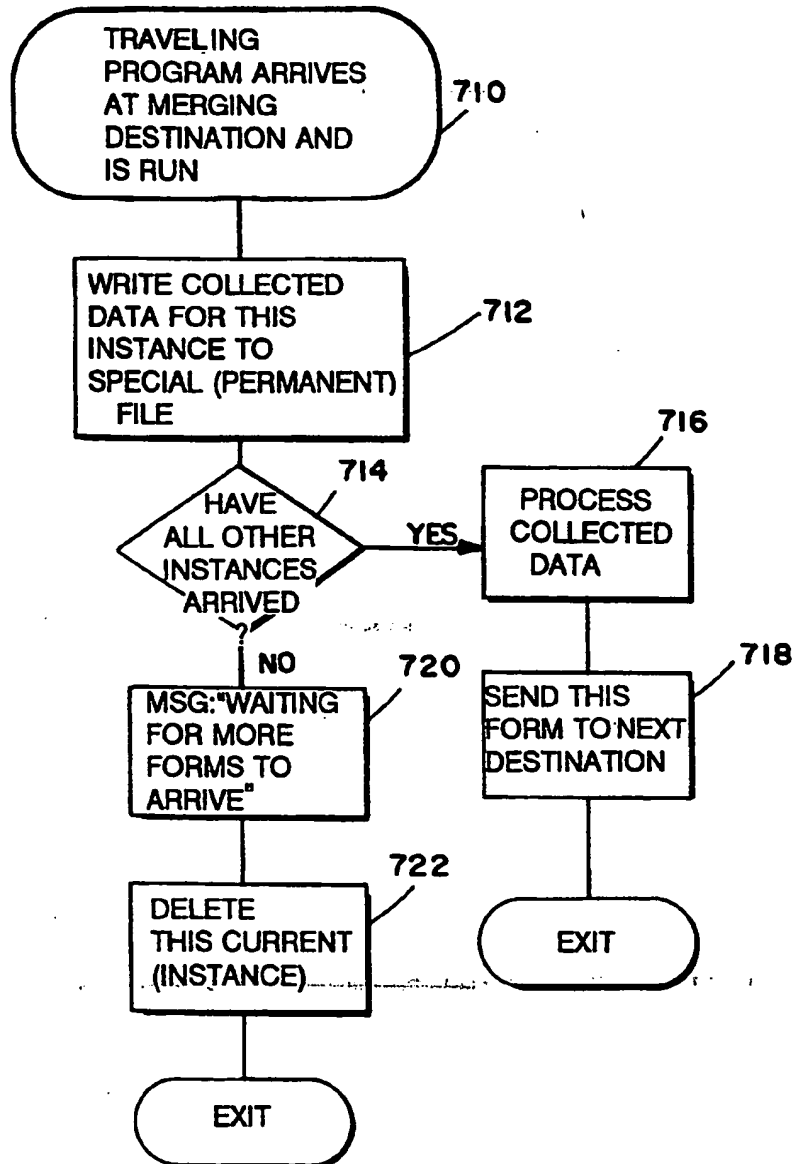 TRAVELING
PROGRAM ARRIVES
AT MERGING
DESTINATION AND
IS RUN
710
WRITE COLLECTED
DATA FOR THIS
INSTANCE TO
SPECIAL (PERMANENT)
FILE
712
HAVE
ALL OTHER
INSTANCES
ARRIVED
?
714
YES
PROCESS
COLLECTED
DATA
716
SEND THIS
FORM TO NEXT
DESTINATION
718
EXIT
NO
MSG:"WAITING
FOR MORE
FORMS TO
ARRIVE"
720
DELETE
THIS CURRENT
(INSTANCE)
722
EXIT